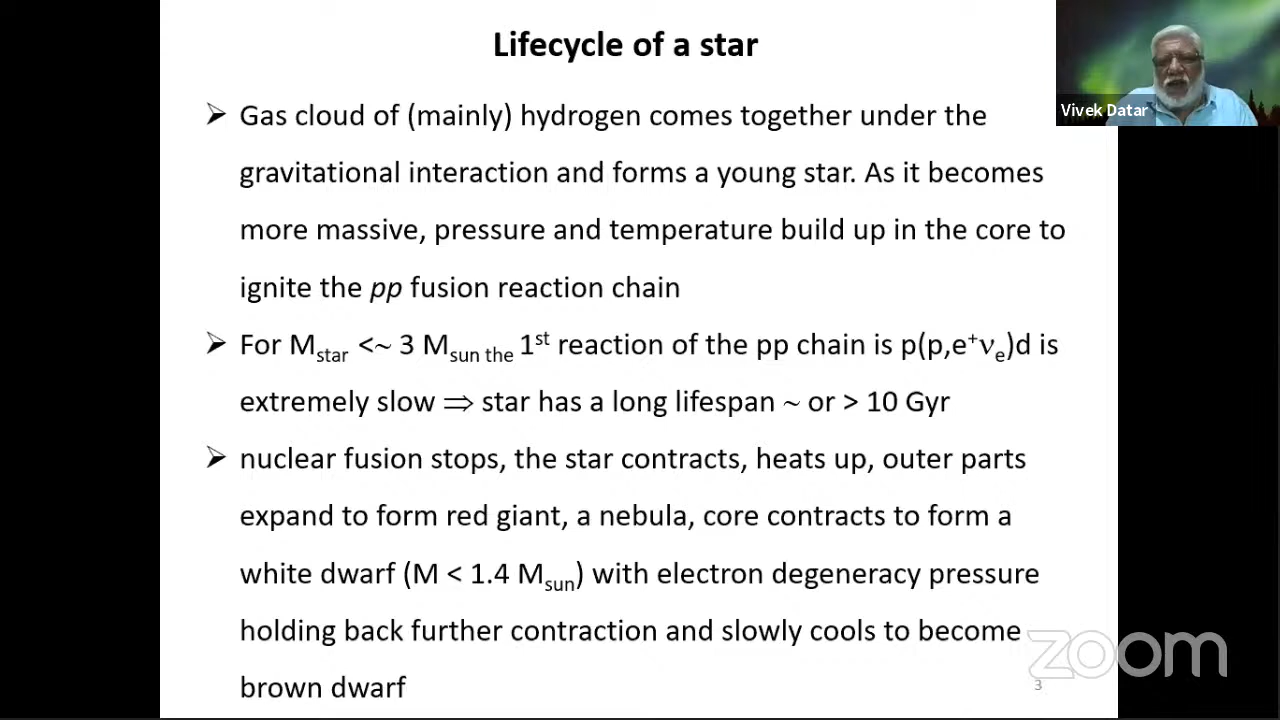 Lifecycle of a star
Vivek Datar
➢ Gas cloud of (mainly) hydrogen comes together under the
gravitational interaction and forms a young star. As it becomes
more massive, pressure and temperature build up in the core to
ignite the pp fusion reaction chain
➢ For Mstar <~ 3 Msun the 1st reaction of the pp chain is p(p,e+νe)d is
extremely slow ⇒ star has a long lifespan ~ or > 10 Gyr
➢ nuclear fusion stops, the star contracts, heats up, outer parts
expand to form red giant, a nebula, core contracts to form a
white dwarf (M < 1.4 Msun) with electron degeneracy pressure
holding back further contraction and slowly cools to become
brown dwarf
zoom
3